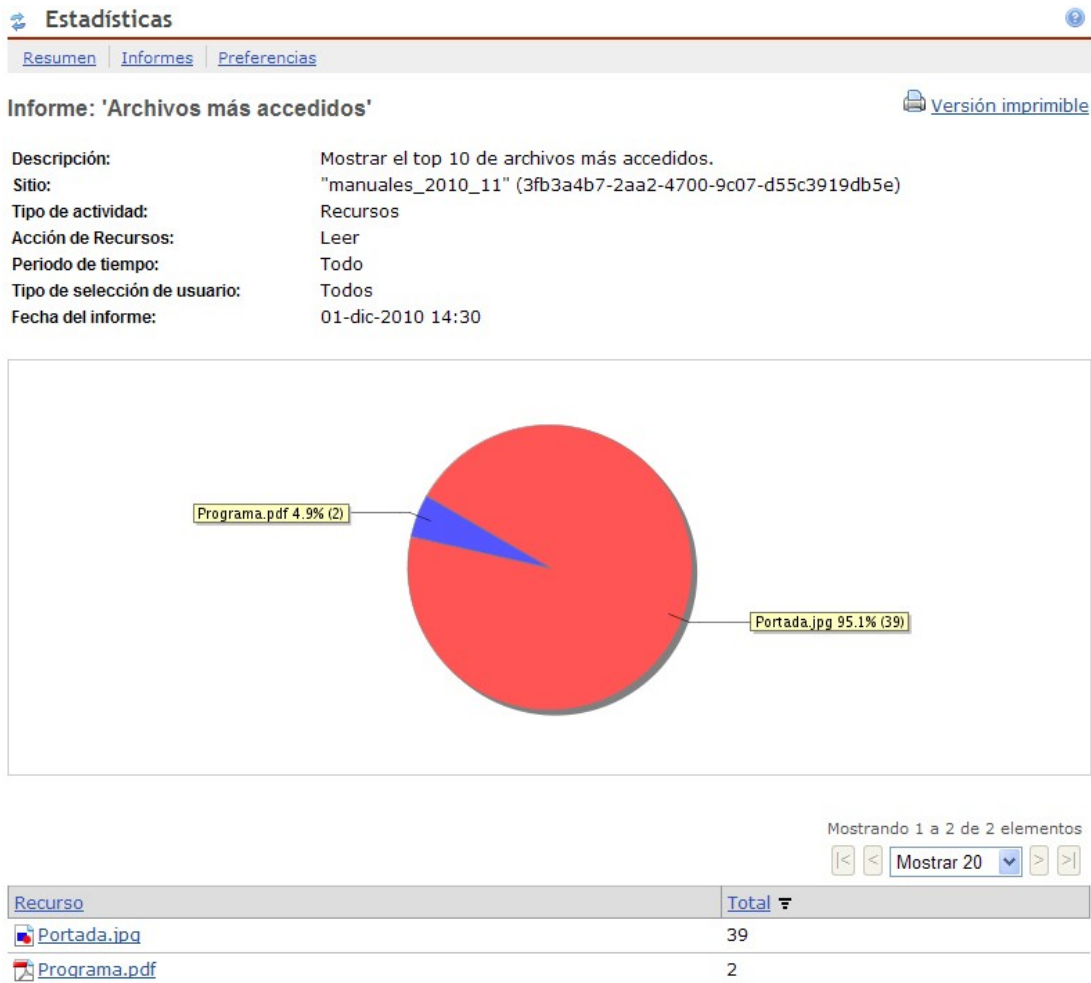 Estadísticas
Resumen Informes Preferencias
Informe: 'Archivos más accedidos'
Versión imprimible
Descripción: Mostrar el top 10 de archivos más accedidos.
Sitio: "manuales_2010_11" (3fb3a4b7-2aa2-4700-9c07-d55c3919db5e)
Tipo de actividad: Recursos
Acción de Recursos: Leer
Periodo de tiempo: Todo
Tipo de selección de usuario: Todos
Fecha del informe: 01-dic-2010 14:30
Programa.pdf 4.9% (2)
Portada.jpg 95.1% (39)
Mostrando 1 a 2 de 2 elementos
|< < Mostrar 20 > >|
Recurso Total
Portada.jpg 39
Programa.pdf 2